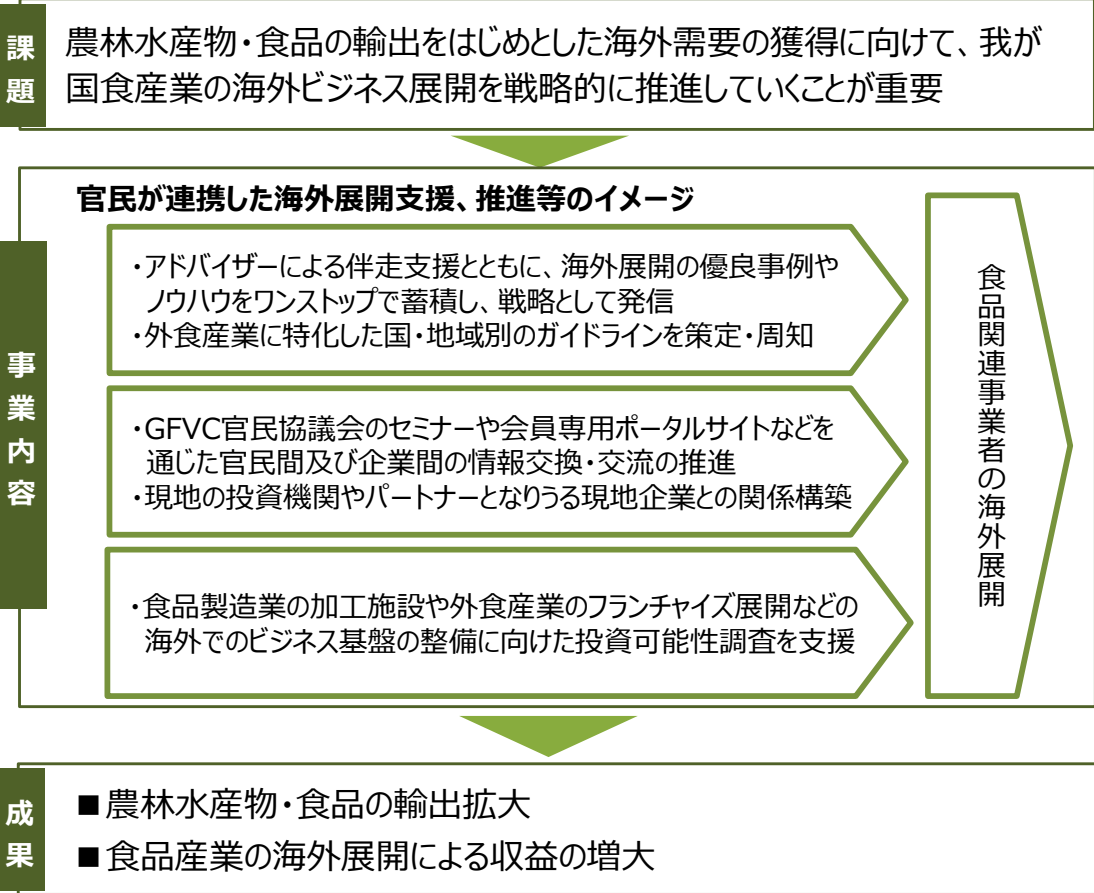 課題
農林水産物・食品の輸出をはじめとした海外需要の獲得に向けて、我が
国食産業の海外ビジネス展開を戦略的に推進していくことが重要
事業内容
官民が連携した海外展開支援、推進等のイメージ
・アドバイザーによる伴走支援とともに、海外展開の優良事例や
ノウハウをワンストップで蓄積し、戦略として発信
・外食産業に特化した国・地域別のガイドラインを策定・周知
・GFVC官民協議会のセミナーや会員専用ポータルサイトなどを
通じた官民間及び企業間の情報交換・交流の推進
・現地の投資機関やパートナーとなりうる現地企業との関係構築
・食品製造業の加工施設や外食産業のフランチャイズ展開などの
海外でのビジネス基盤の整備に向けた投資可能性調査を支援
食品関連事業者の海外展開
成果
■農林水産物・食品の輸出拡大
■食品産業の海外展開による収益の増大